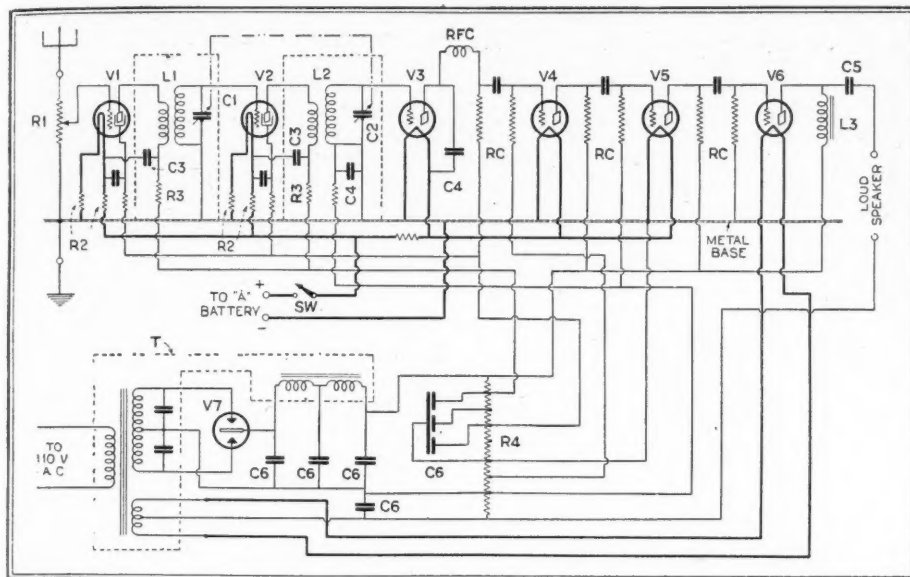 RFC
V1
L1
V2
L2
V3
V4
V5
V6
C5
R1
C1
C3
C2
L3
C3
R3
R3
C4
C4
RC
RC
RC
R2
R2
LOUD
SPEAKER
METAL
BASE
+
TO "A"
BATTERY
−
SW
T
V7
TO
110 V
A C
C6
C6
C6
C6
C6
R4